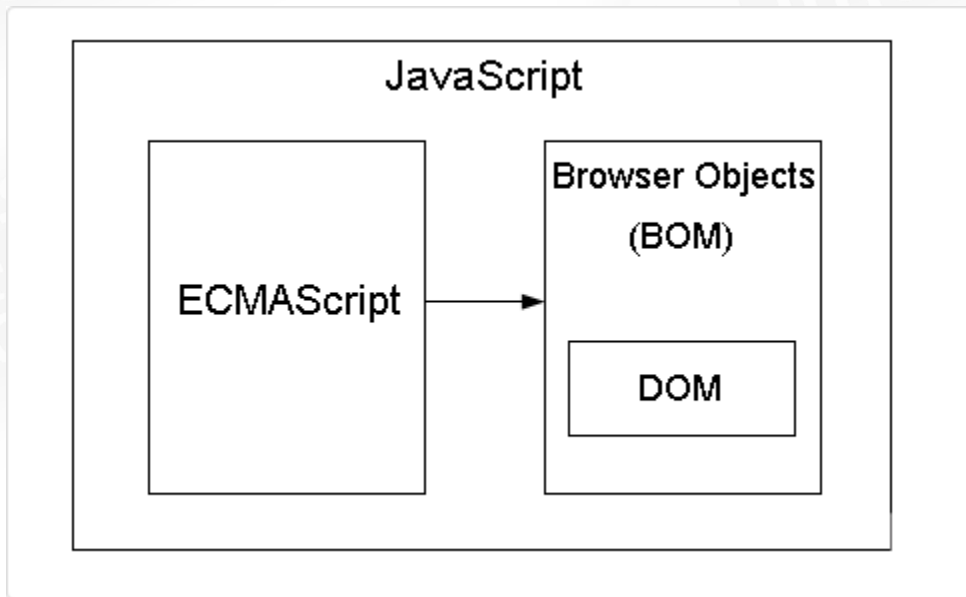 JavaScript
ECMAScript
Browser Objects
(BOM)
DOM